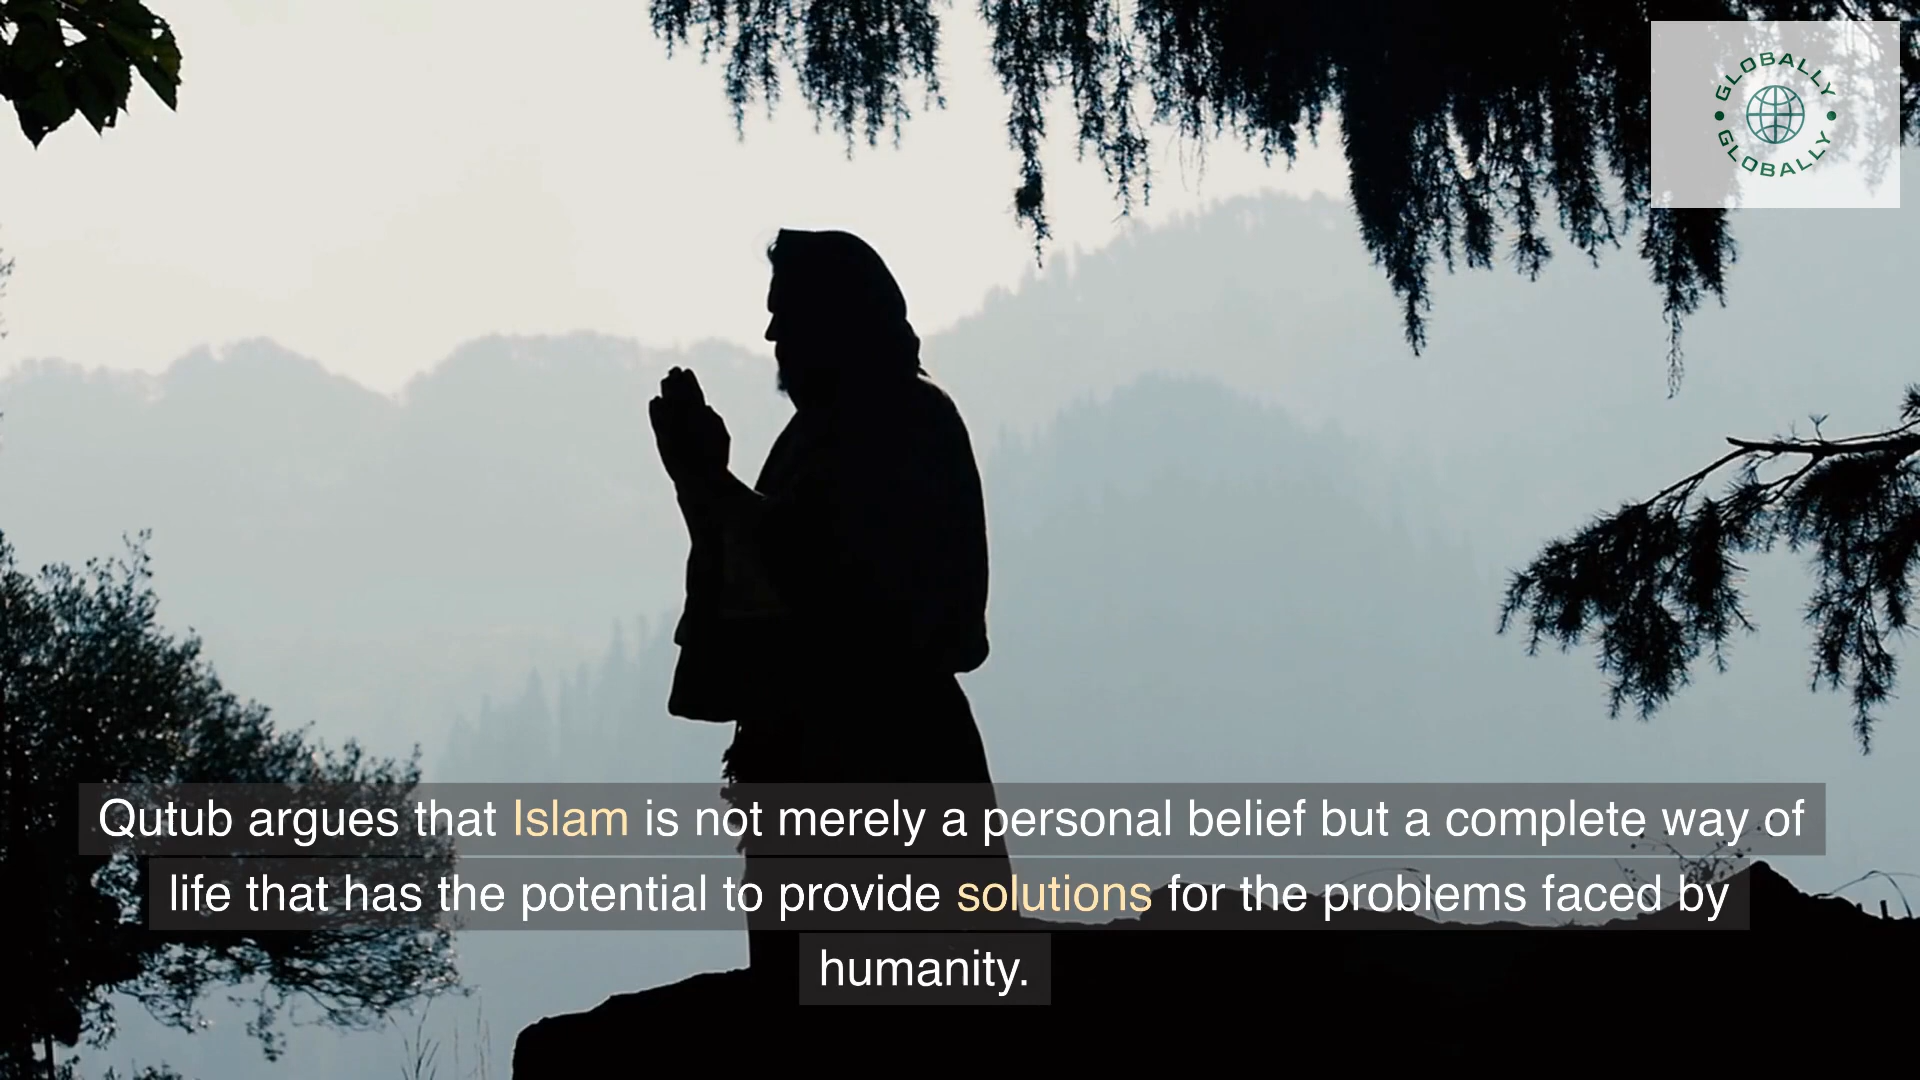 GLOBALLY
GLOBALLY
Qutub argues that Islam is not merely a personal belief but a complete way of
life that has the potential to provide solutions for the problems faced by
humanity.